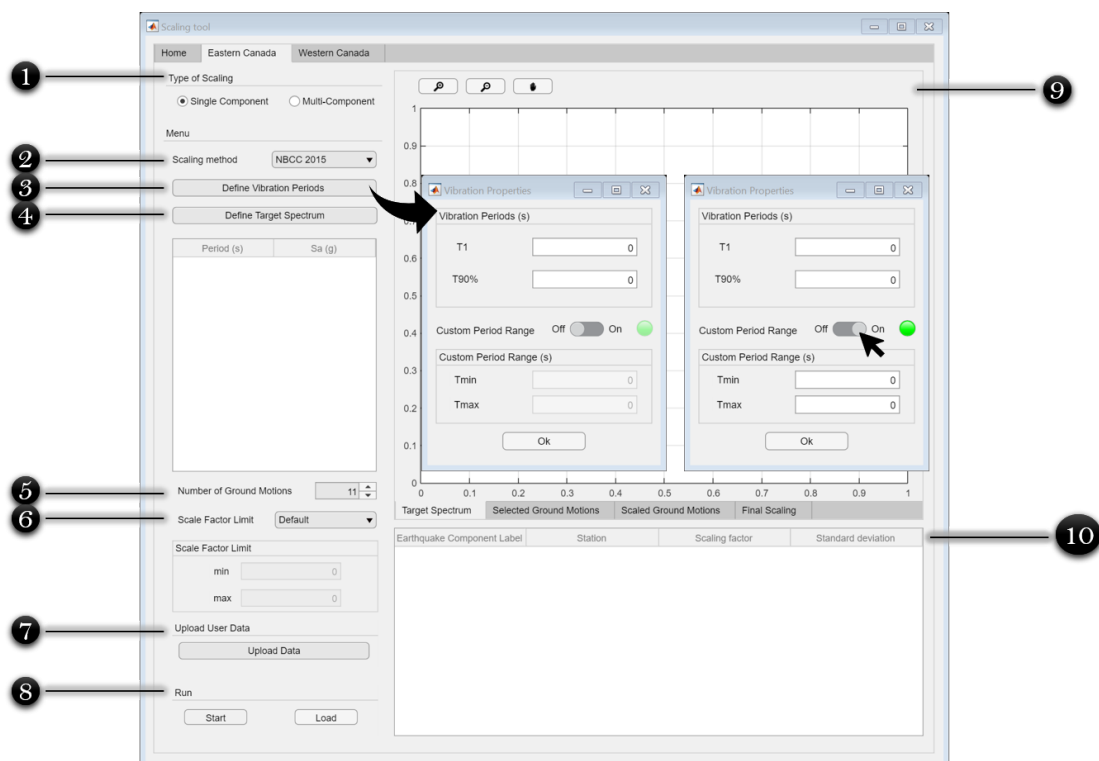 Scaling tool
Home Eastern Canada Western Canada
1
Type of Scaling
Single Component Multi-Component
Menu
2
Scaling method NBCC 2015
3
Define Vibration Periods
4
Define Target Spectrum
Period (s) Sa (g)
5
Number of Ground Motions 11
6
Scale Factor Limit Default
Scale Factor Limit
min 0
max 0
7
Upload User Data
Upload Data
8
Run
Start Load
9
1
0.9
0.8
0.6
0.5
0.4
0.3
0.2
0.1
0
0 0.1 0.2 0.3 0.4 0.5 0.6 0.7 0.8 0.9 1
Vibration Properties
Vibration Periods (s)
T1 0
T90% 0
Custom Period Range Off On
Custom Period Range (s)
Tmin 0
Tmax 0
Ok
Vibration Properties
Vibration Periods (s)
T1 0
T90% 0
Custom Period Range Off On
Custom Period Range (s)
Tmin 0
Tmax 0
Ok
Target Spectrum Selected Ground Motions Scaled Ground Motions Final Scaling
10
Earthquake Component Label Station Scaling factor Standard deviation